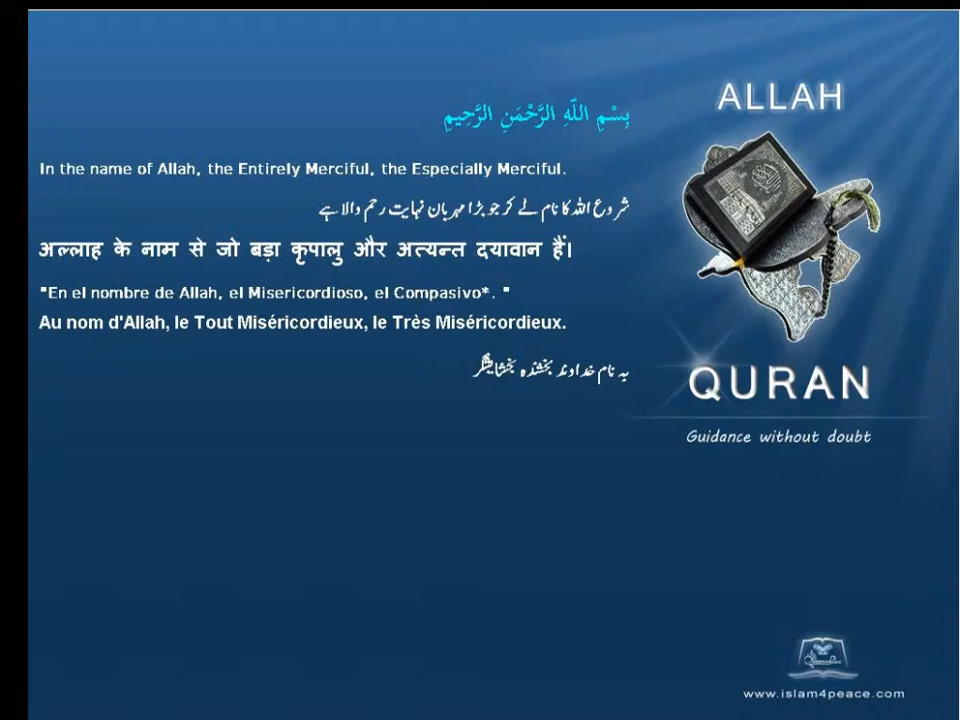 بِسْمِ اللّهِ الرَّحْمَنِ الرَّحِيمِ
In the name of Allah, the Entirely Merciful, the Especially Merciful.
شروع الله کا نام لے کر جو بڑا مہربان نہایت رحم والا ہے
अल्लाह के नाम से जो बड़ा कृपालु और अत्यन्त दयावान हैं।
"En el nombre de Allah, el Misericordioso, el Compasivo*. "
Au nom d'Allah, le Tout Miséricordieux, le Très Miséricordieux.
به نام خداوند بخشنده بخشایشگر
ALLAH
QURAN
Guidance without doubt
www.islam4peace.com